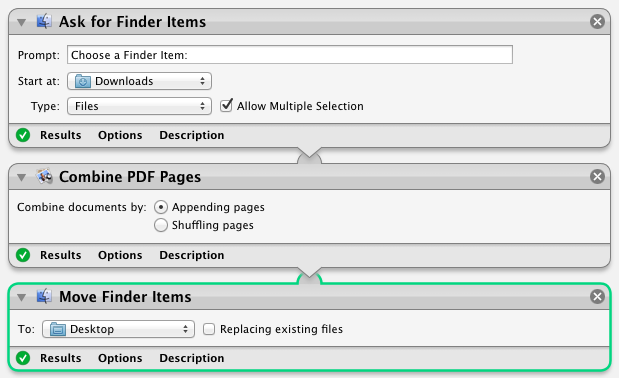 Ask for Finder Items
Prompt: Choose a Finder Item:
Start at: Downloads
Type: Files Allow Multiple Selection
Results Options Description
Combine PDF Pages
Combine documents by: Appending pages
Shuffling pages
Results Options Description
Move Finder Items
To: Desktop Replacing existing files
Results Options Description